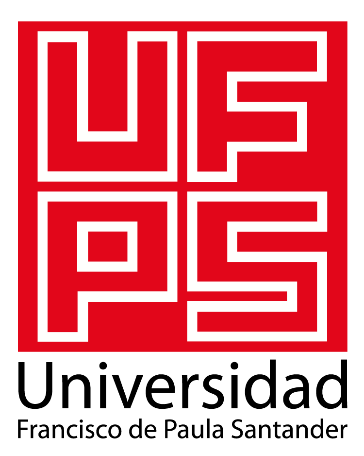 UF
PS
Universidad
Francisco de Paula Santander